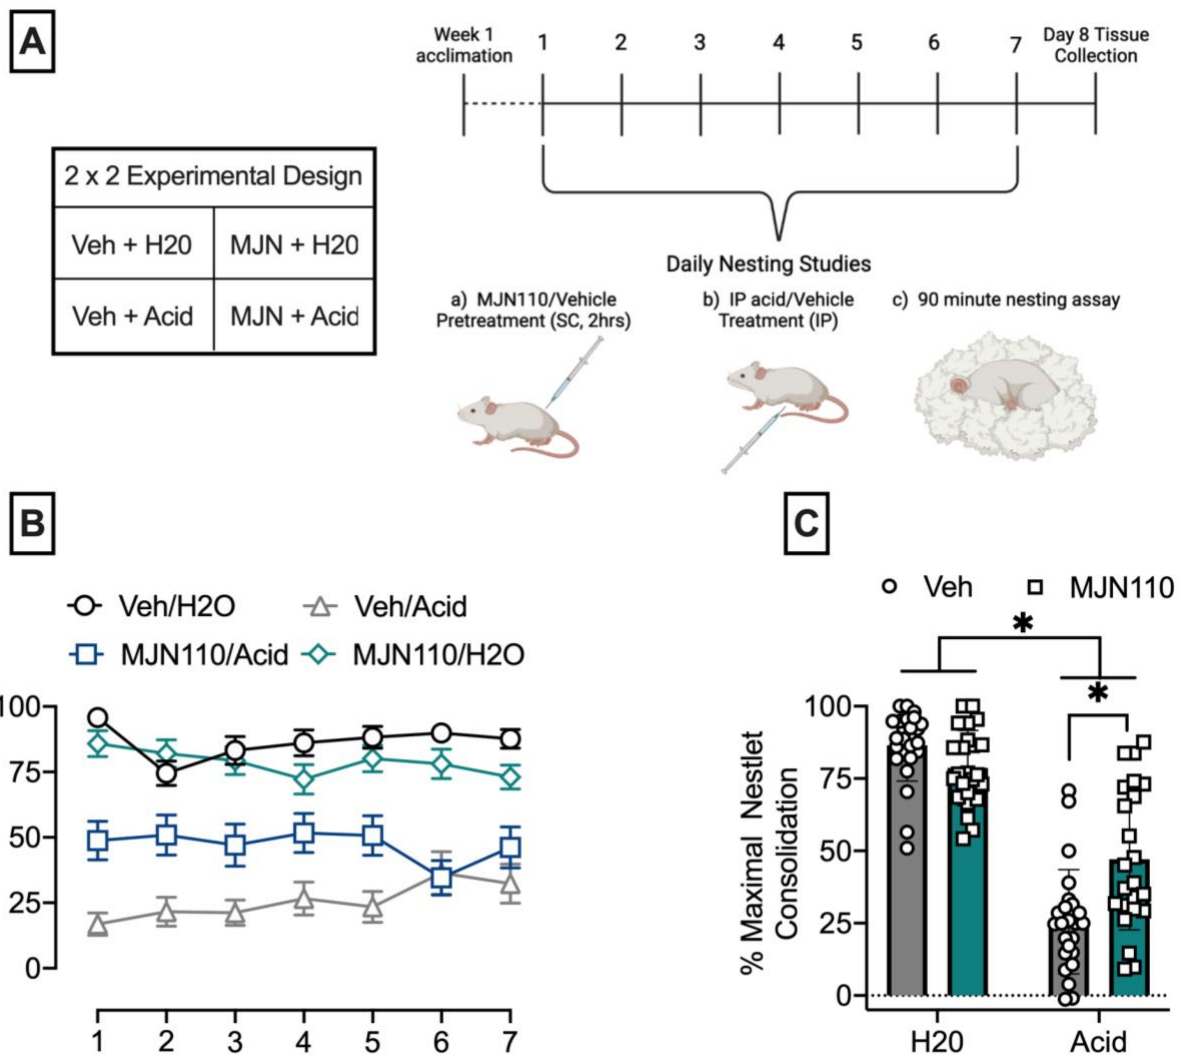 A
Week 1
acclimation
1 2 3 4 5 6 7
Day 8 Tissue
Collection
2 x 2 Experimental Design
Veh + H20 MJN + H20
Veh + Acid MJN + Acid
Daily Nesting Studies
a) MJN110/Vehicle
Pretreatment (SC, 2hrs)
b) IP acid/Vehicle
Treatment (IP)
c) 90 minute nesting assay
B
Veh/H2O Veh/Acid
MJN110/Acid MJN110/H2O
100
75
50
25
0
1 2 3 4 5 6 7
C
Veh MJN110
*
*
% Maximal Nestlet
Consolidation
100
75
50
25
0
H20 Acid